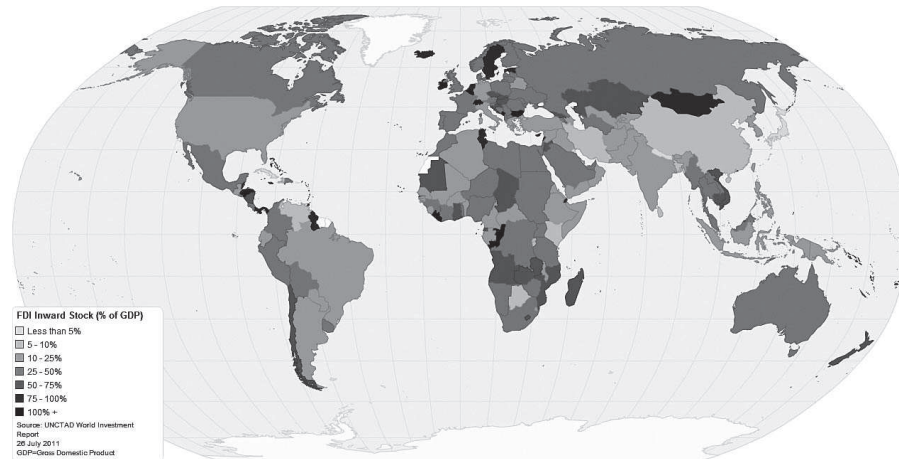 FDI Inward Stock (% of GDP)
Less than 5%
5 - 10%
10 - 25%
25 - 50%
50 - 75%
75 - 100%
100% +
Source: UNCTAD World Investment
Report
26 July 2011
GDP=Gross Domestic Product